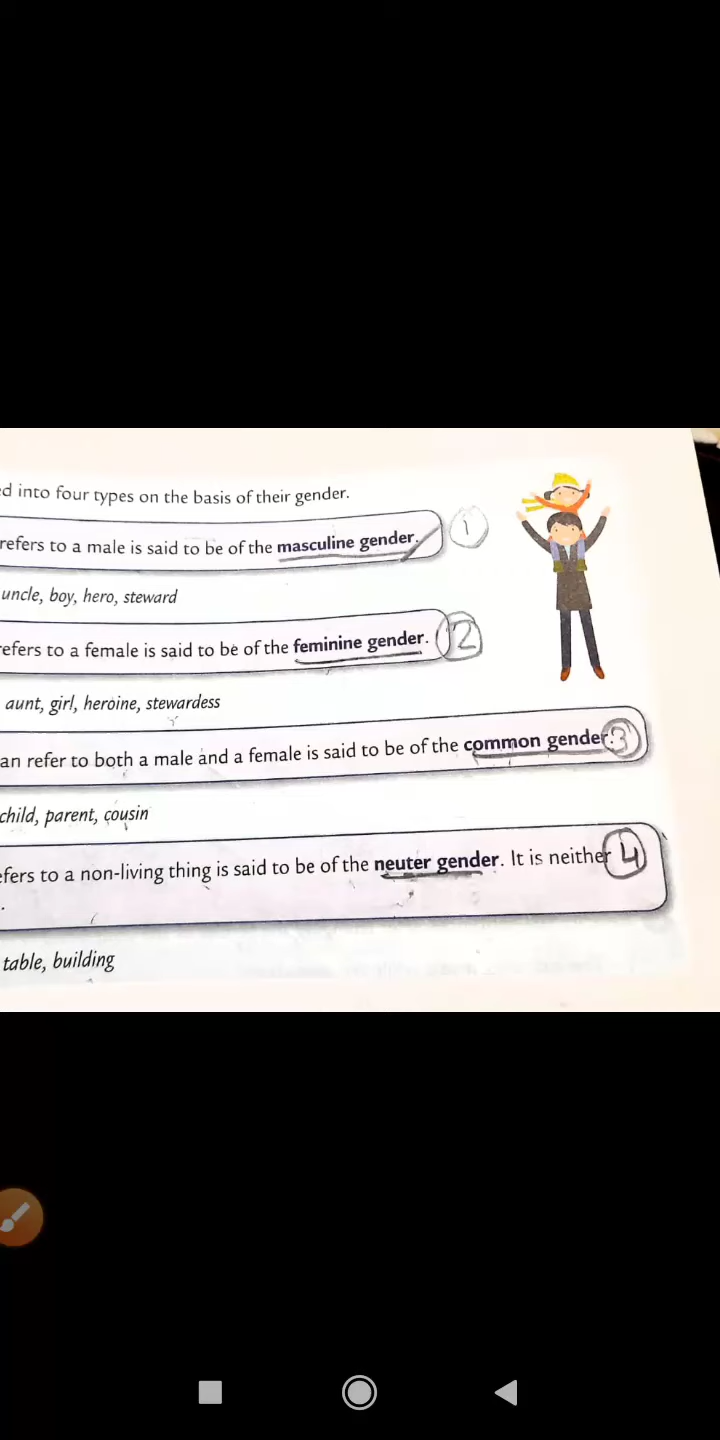 d into four types on the basis of their gender.
refers to a male is said to be of the masculine gender. 1
uncle, boy, hero, steward
efers to a female is said to be of the feminine gender. 2
aunt, girl, heroine, stewardess
an refer to both a male and a female is said to be of the common gender. 3
child, parent, cousin
efers to a non-living thing is said to be of the neuter gender. It is neither 4
.
table, building